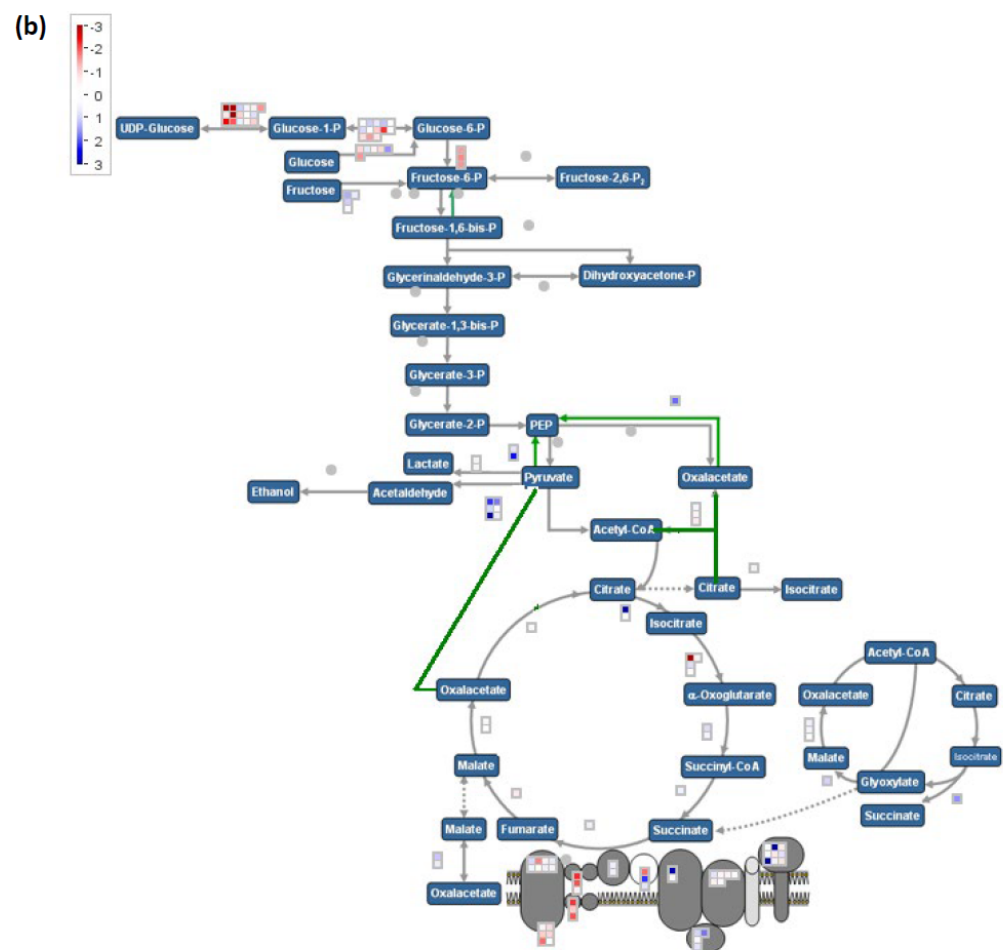 (b)
-3
-2
-1
0
1
2
3
UDP-Glucose
Glucose-1-P
Glucose-6-P
Glucose
Fructose
Fructose-6-P
Fructose-2,6-P₂
Fructose-1,6-bis-P
Glycerinaldehyde-3-P
Dihydroxyacetone-P
Glycerate-1,3-bis-P
Glycerate-3-P
Glycerate-2-P
PEP
Lactate
Pyruvate
Oxalacetate
Ethanol
Acetaldehyde
Acetyl-CoA
Citrate
Citrate
Isocitrate
Isocitrate
Acetyl-CoA
Oxalacetate
α-Oxoglutarate
Oxalacetate
Citrate
Malate
Succinyl-CoA
Malate
Isocitrate
Glyoxylate
Succinate
Malate
Fumarate
Succinate
Oxalacetate